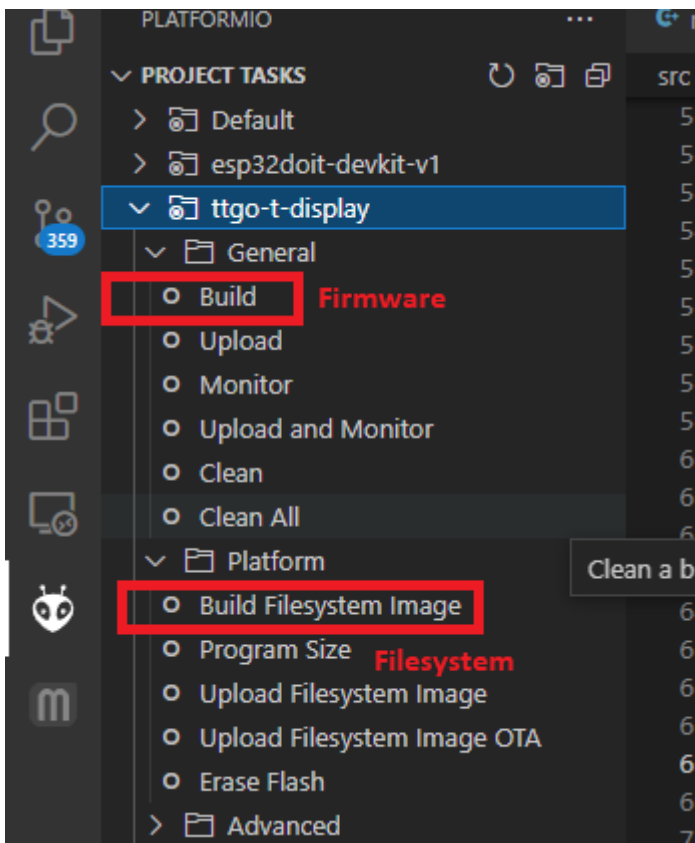 PLATFORMIO
PROJECT TASKS
src
Default
esp32doit-devkit-v1
ttgo-t-display
359
General
Build
Firmware
Upload
Monitor
Upload and Monitor
Clean
Clean All
Platform
Clean a b
Build Filesystem Image
Program Size
Filesystem
Upload Filesystem Image
Upload Filesystem Image OTA
Erase Flash
Advanced